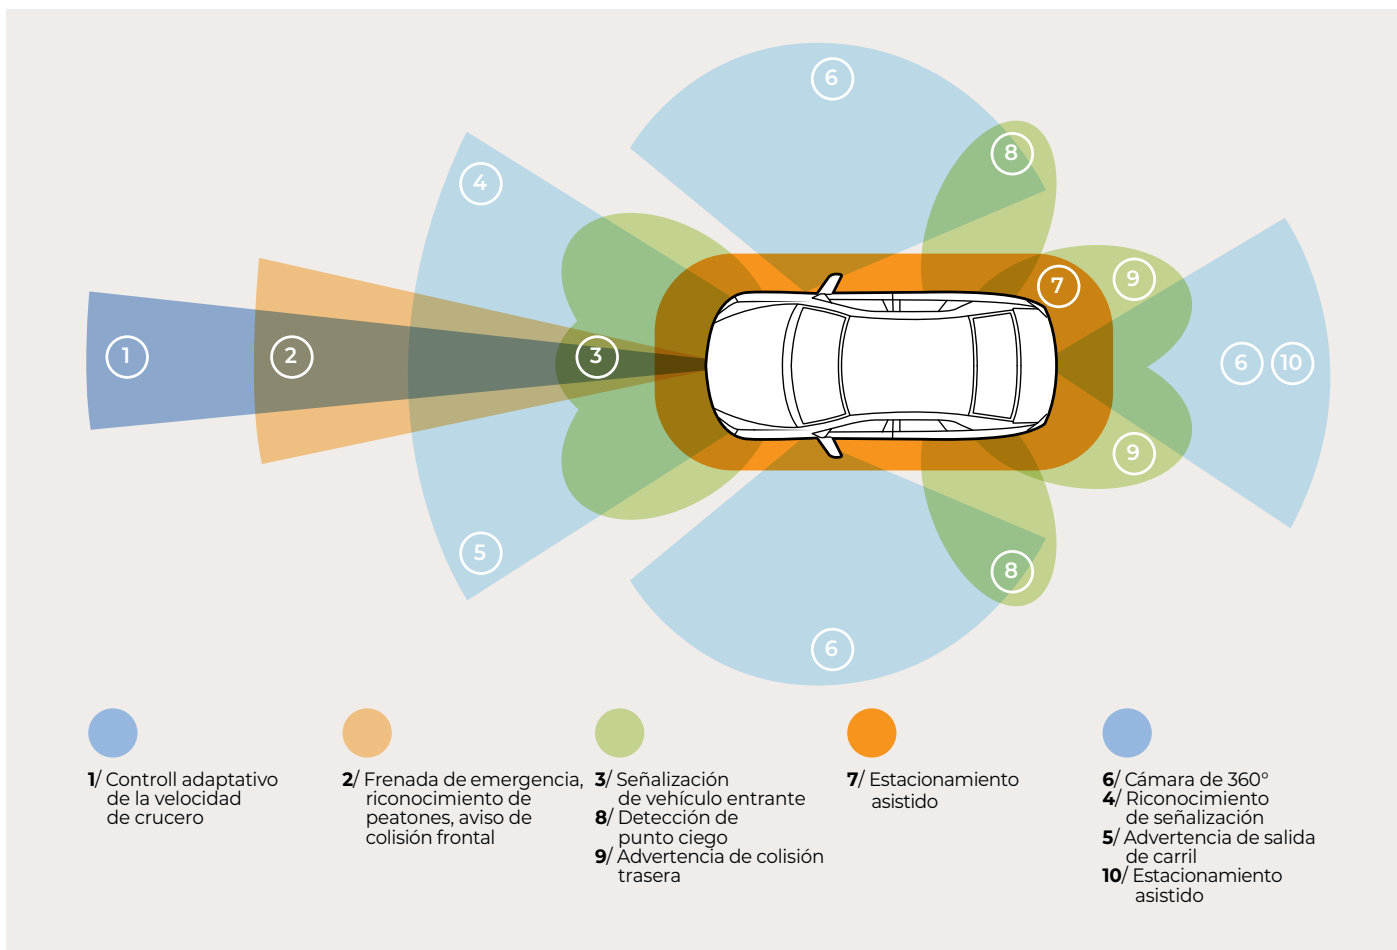 6
8
4
9
7
1
2
3
6
10
9
5
8
6
1/ Controll adaptativo
de la velocidad
de crucero
2/ Frenada de emergencia,
riconocimiento de
peatones, aviso de
colisión frontal
3/ Señalización
de vehículo entrante
8/ Detección de
punto ciego
9/ Advertencia de colisión
trasera
7/ Estacionamiento
asistido
6/ Cámara de 360°
4/ Riconocimiento
de señalización
5/ Advertencia de salida
de carril
10/ Estacionamiento
asistido